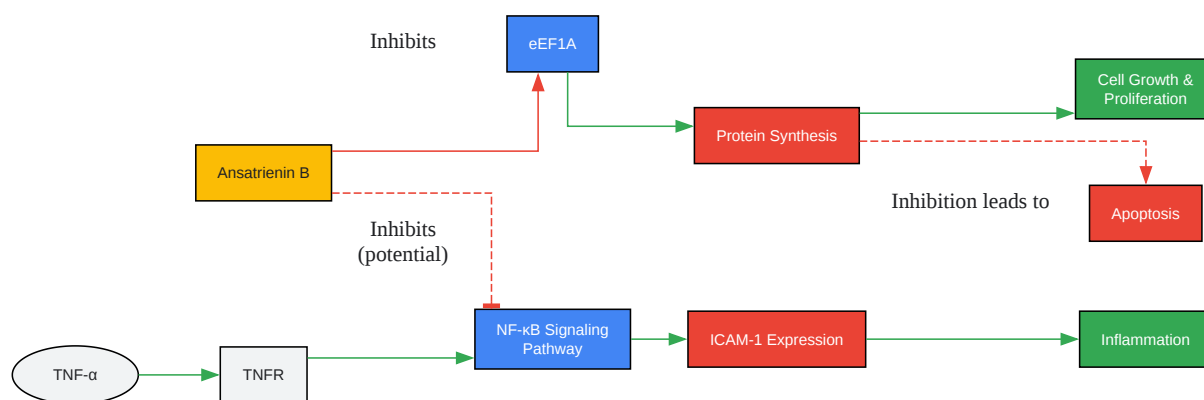 Inhibits
eEF1A
Cell Growth &
Proliferation
Protein Synthesis
Ansatrienin B
Inhibition leads to
Apoptosis
Inhibits
(potential)
NF-κB Signaling
Pathway
ICAM-1 Expression
Inflammation
TNF-α
TNFR